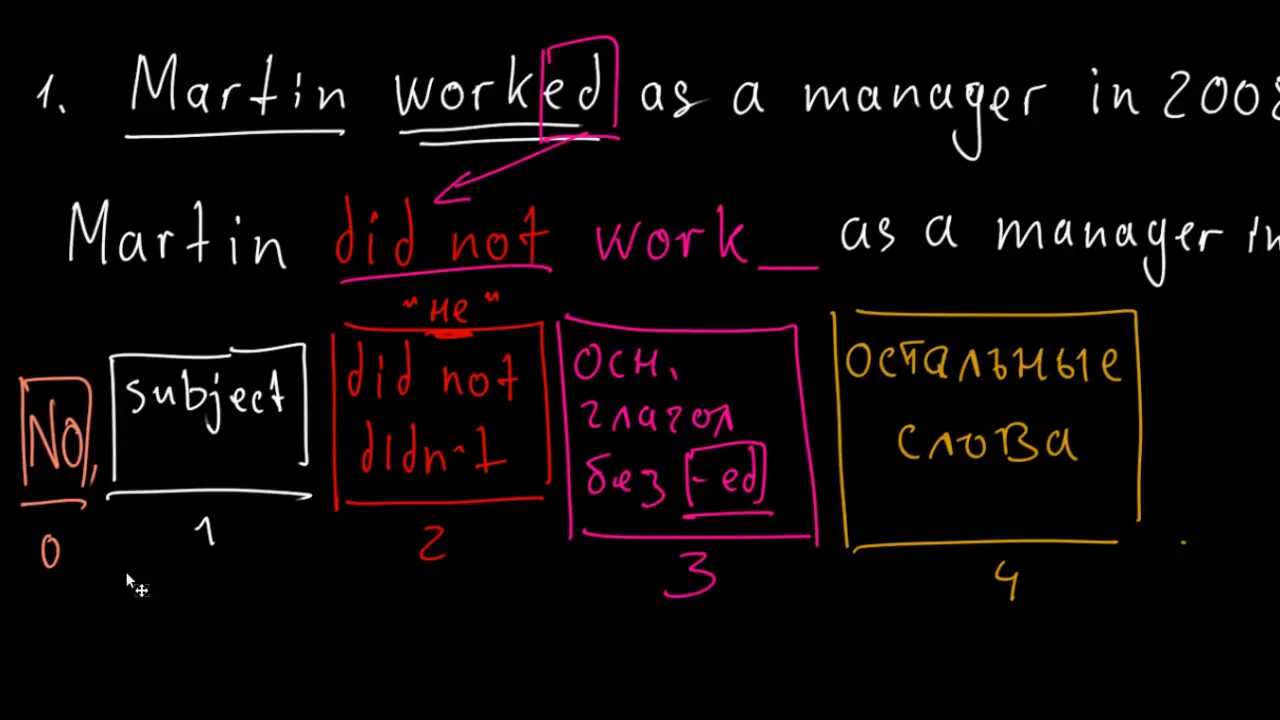 1. Martin worked as a manager in 2008
Martin did not work_ as a manager in
"не"
NO, subject did not осн. остальные
didn't глагол слова
без -ed
0 1 2 3 4